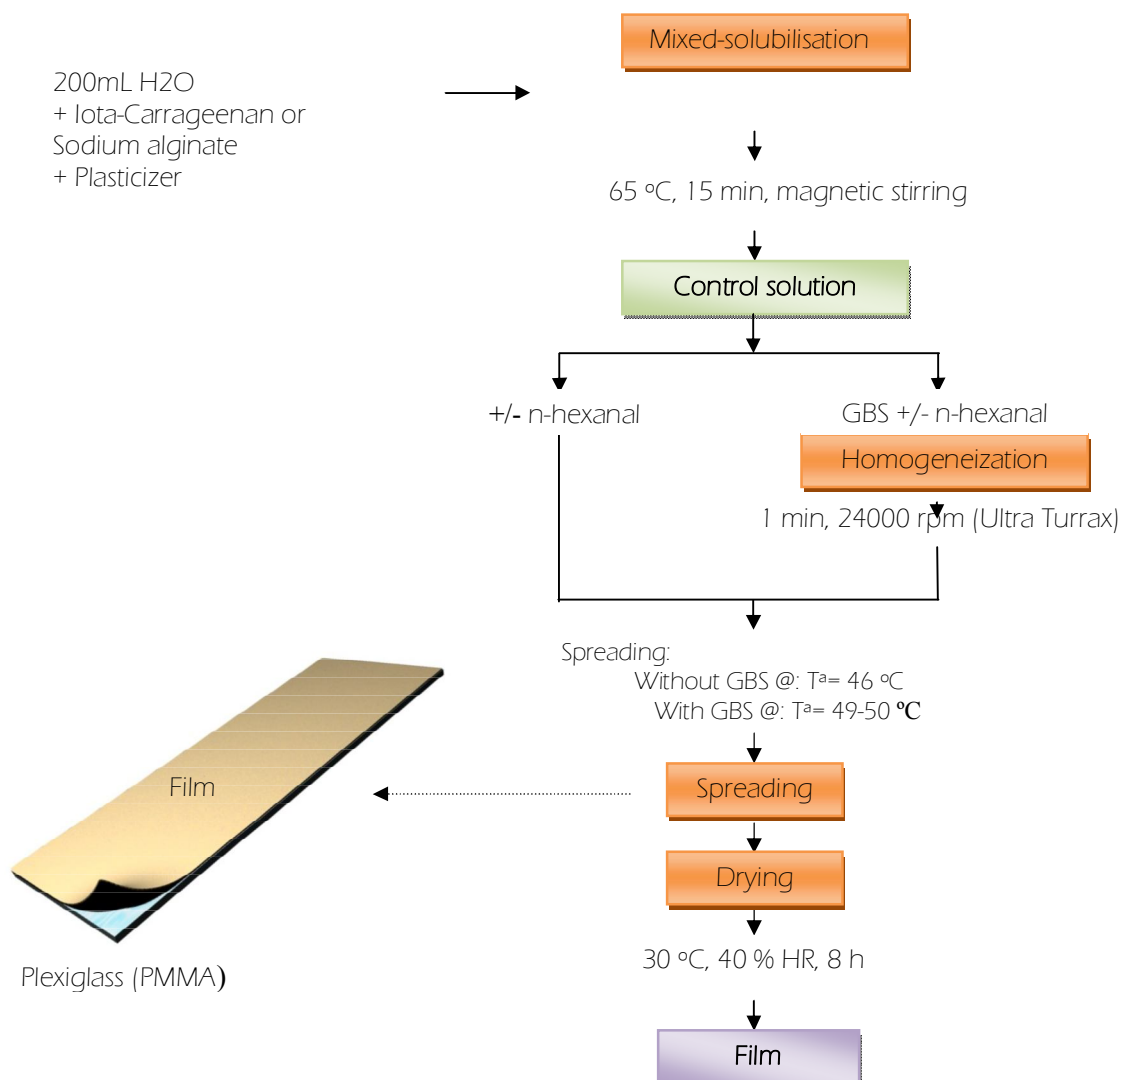 Mixed-solubilisation
200mL H2O
+ Iota-Carrageenan or
Sodium alginate
+ Plasticizer
65 ºC, 15 min, magnetic stirring
Control solution
+/- n-hexanal
GBS +/- n-hexanal
Homogeneization
1 min, 24000 rpm (Ultra Turrax)
Spreading:
Without GBS @: Tª= 46 ºC
With GBS @: Tª= 49-50 ºC
Film
Spreading
Drying
Plexiglass (PMMA)
30 ºC, 40 % HR, 8 h
Film